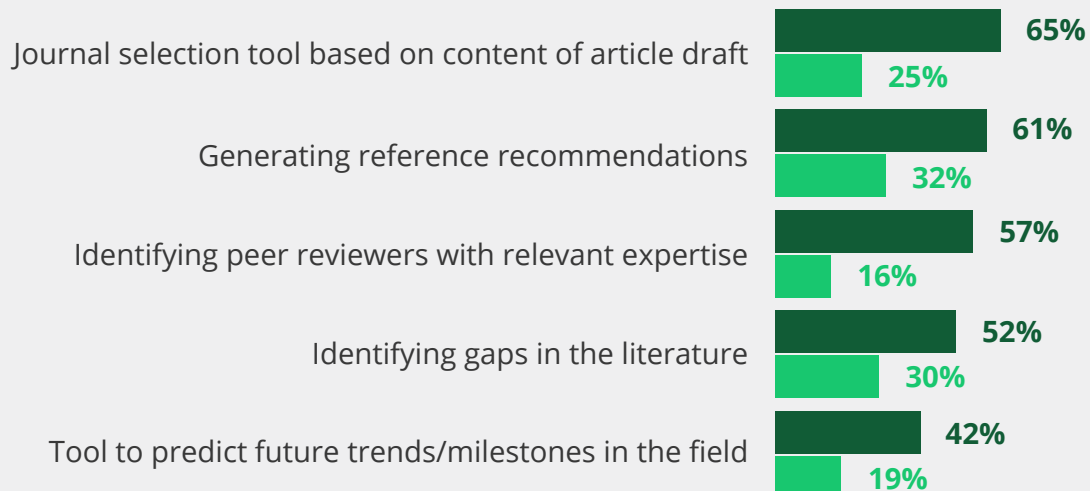 Journal selection tool based on content of article draft
65%
25%
Generating reference recommendations
61%
32%
Identifying peer reviewers with relevant expertise
57%
16%
Identifying gaps in the literature
52%
30%
Tool to predict future trends/milestones in the field
42%
19%